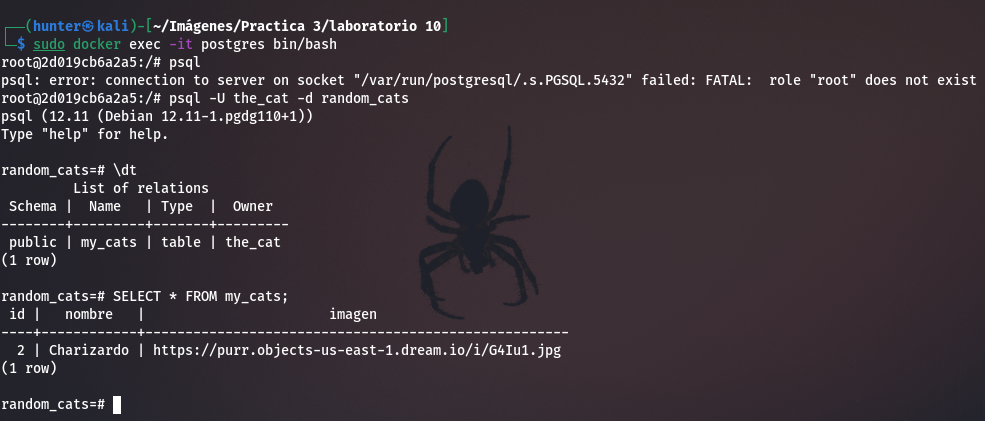 ┌──(hunter㉿kali)-[~/Imágenes/Practica 3/laboratorio 10]
└─$ sudo docker exec -it postgres bin/bash
root@2d019cb6a2a5:/# psql
psql: error: connection to server on socket "/var/run/postgresql/.s.PGSQL.5432" failed: FATAL:  role "root" does not exist
root@2d019cb6a2a5:/# psql -U the_cat -d random_cats
psql (12.11 (Debian 12.11-1.pgdg110+1))
Type "help" for help.

random_cats=# \dt
         List of relations
 Schema |  Name   | Type  |  Owner
--------+---------+-------+---------
 public | my_cats | table | the_cat
(1 row)

random_cats=# SELECT * FROM my_cats;
 id |   nombre   |                       imagen
----+------------+----------------------------------------------------
  2 | Charizardo | https://purr.objects-us-east-1.dream.io/i/G4Iu1.jpg
(1 row)

random_cats=#